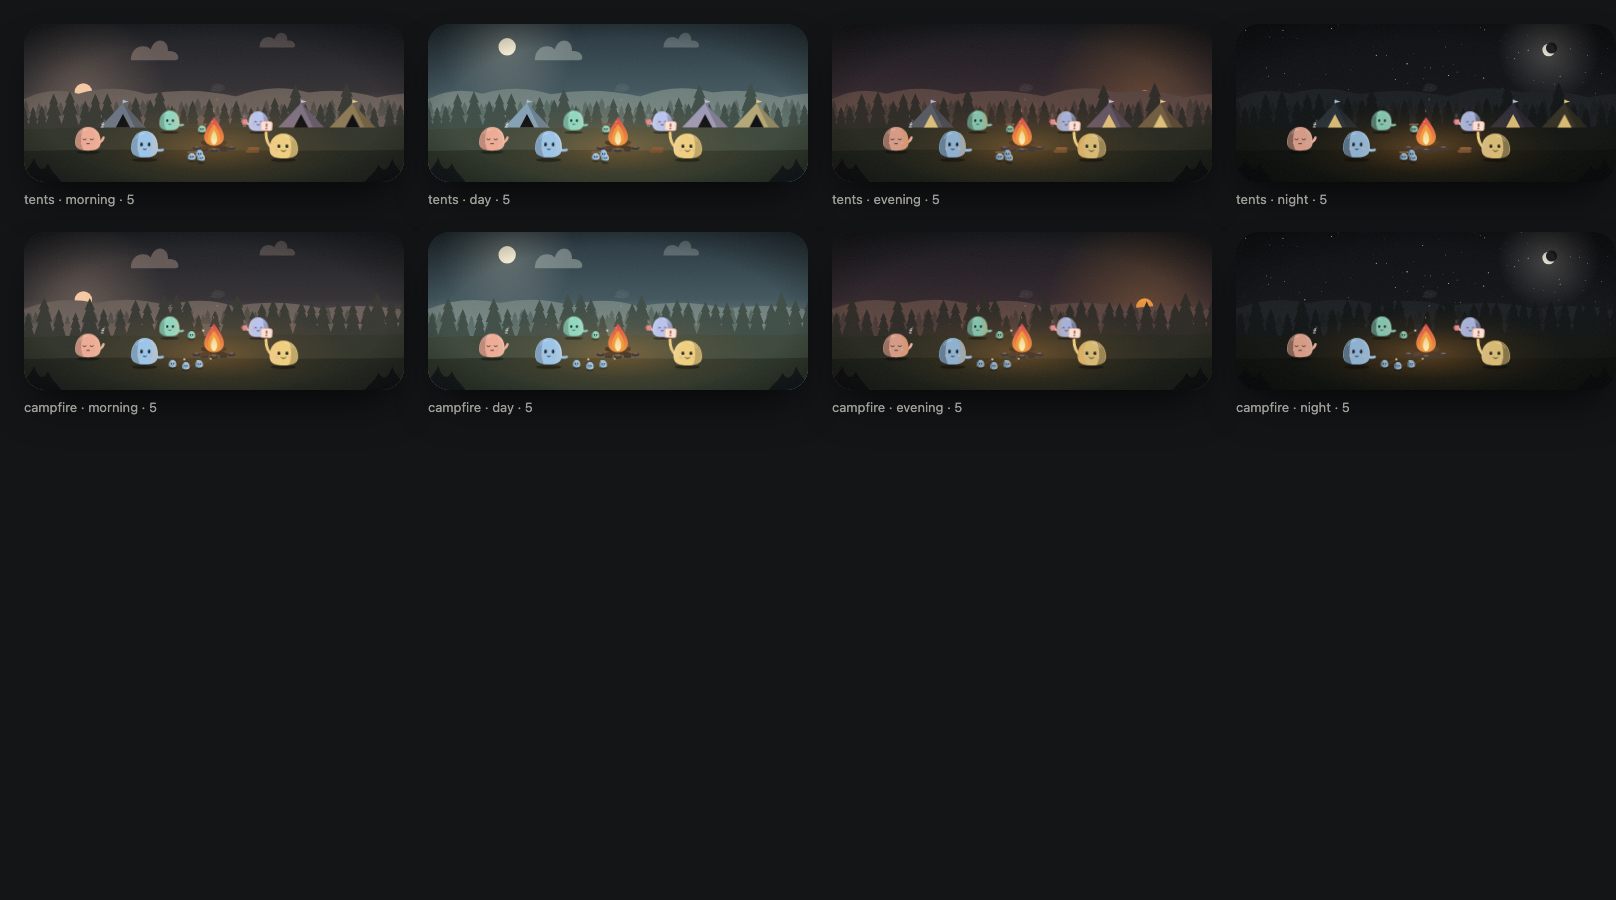 tents · morning · 5
tents · day · 5
tents · evening · 5
tents · night · 5
campfire · morning · 5
campfire · day · 5
campfire · evening · 5
campfire · night · 5